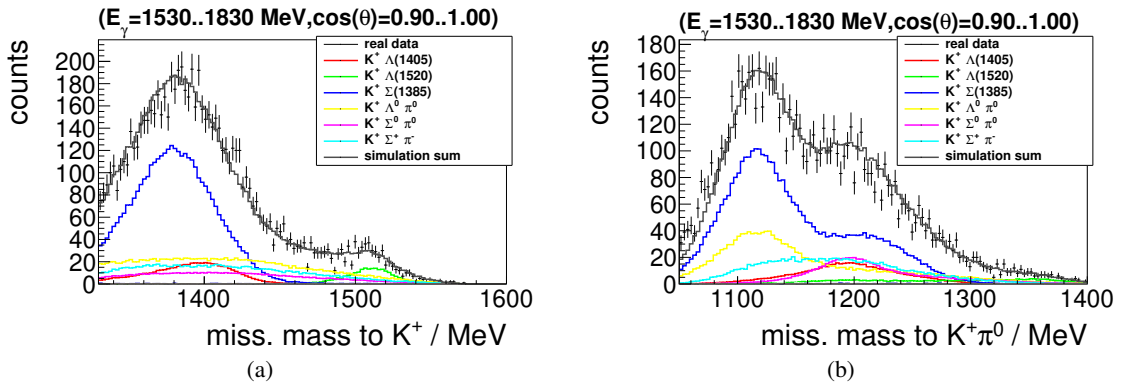 (E_γ=1530..1830 MeV,cos(θ)=0.90..1.00)
counts
220
200
180
160
140
120
100
80
60
40
20
0
real data
K⁺ Λ(1405)
K⁺ Λ(1520)
K⁺ Σ(1385)
K⁺ Λ⁰ π⁰
K⁺ Σ⁰ π⁰
K⁺ Σ⁺ π⁻
simulation sum
1400 1500 1600
miss. mass to K⁺ / MeV
(a)
(E_γ=1530..1830 MeV,cos(θ)=0.90..1.00)
counts
180
160
140
120
100
80
60
40
20
0
real data
K⁺ Λ(1405)
K⁺ Λ(1520)
K⁺ Σ(1385)
K⁺ Λ⁰ π⁰
K⁺ Σ⁰ π⁰
K⁺ Σ⁺ π⁻
simulation sum
1100 1200 1300 1400
miss. mass to K⁺π⁰ / MeV
(b)